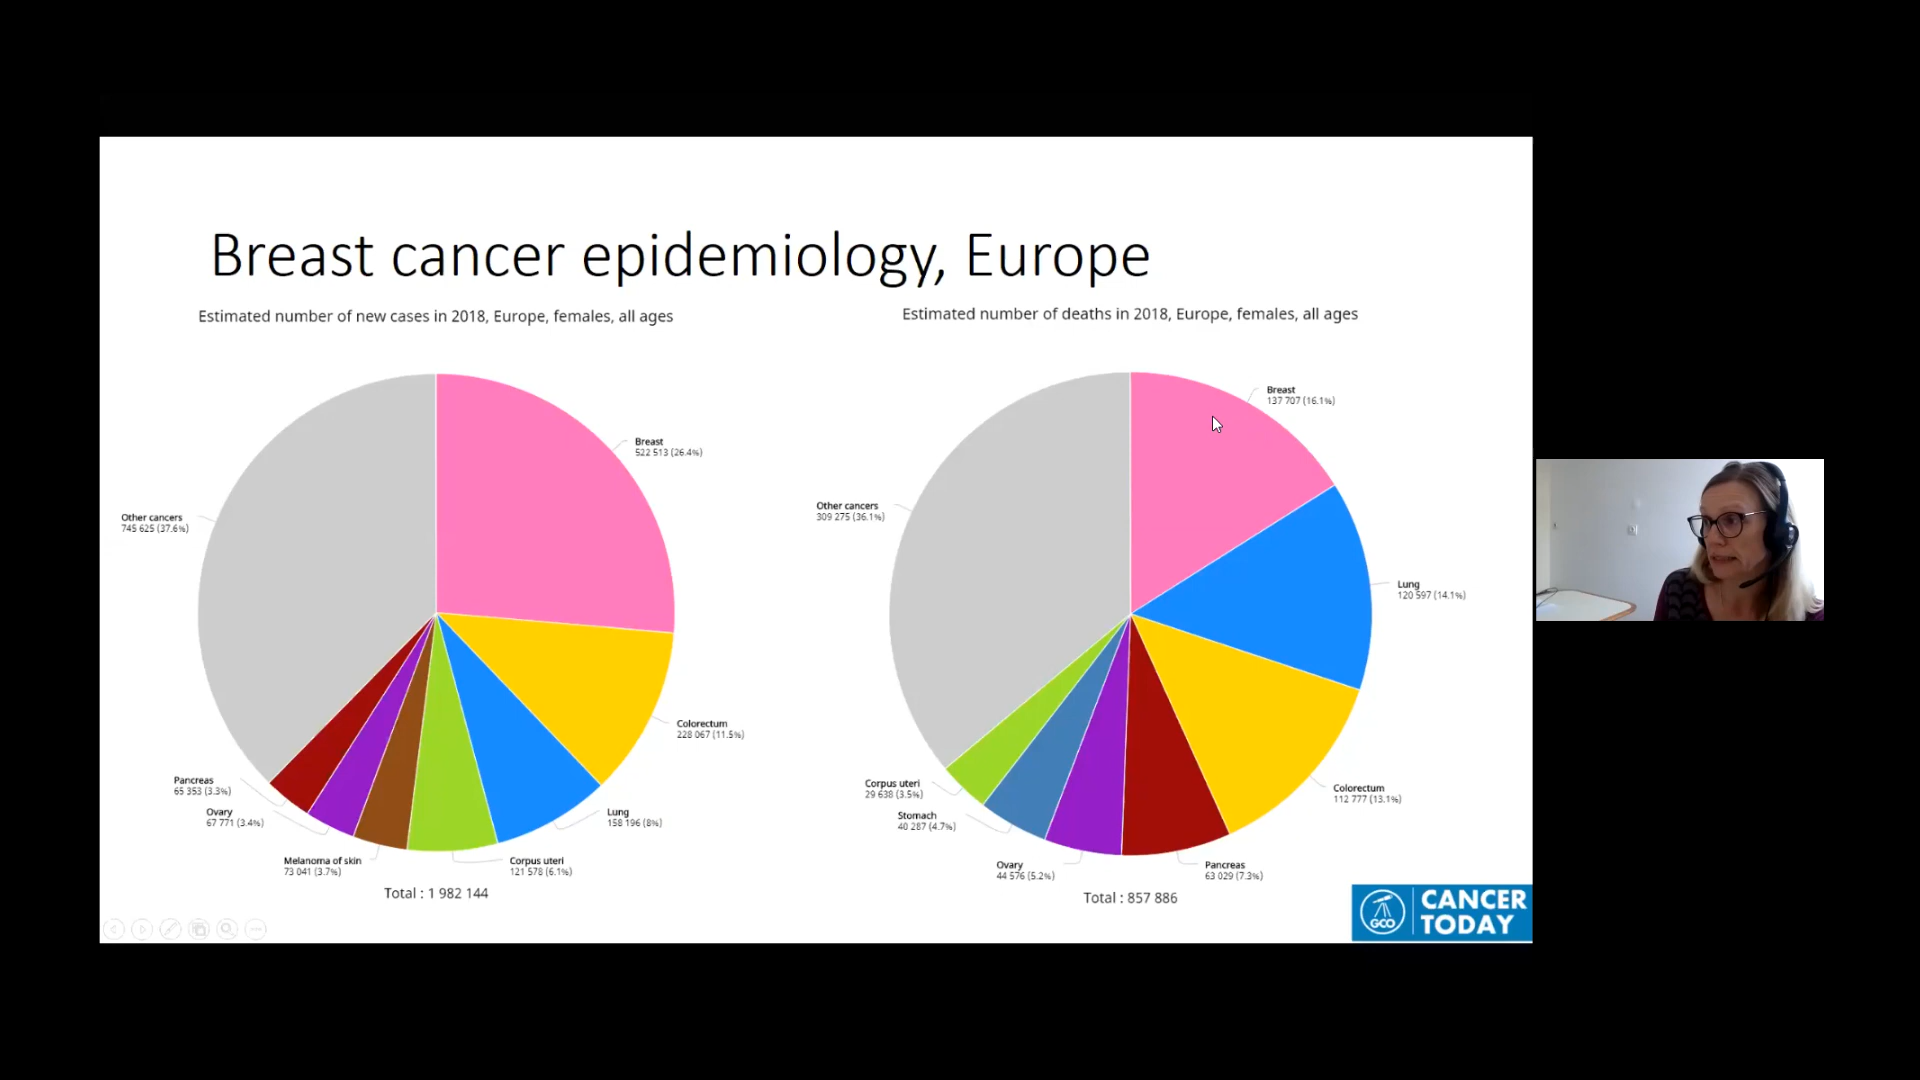 Breast cancer epidemiology, Europe
Estimated number of new cases in 2018, Europe, females, all ages
Breast
522 513 (26.4%)
Other cancers
745 625 (37.6%)
Colorectum
228 067 (11.5%)
Pancreas
65 353 (3.3%)
Ovary
67 771 (3.4%)
Lung
158 196 (8%)
Melanoma of skin
73 041 (3.7%)
Corpus uteri
121 578 (6.1%)
Total : 1 982 144
Estimated number of deaths in 2018, Europe, females, all ages
Breast
137 707 (16.1%)
Other cancers
309 275 (36.1%)
Lung
120 597 (14.1%)
Corpus uteri
29 638 (3.5%)
Colorectum
112 777 (13.1%)
Stomach
40 287 (4.7%)
Ovary
44 576 (5.2%)
Pancreas
63 029 (7.3%)
Total : 857 886
GCO
CANCER
TODAY